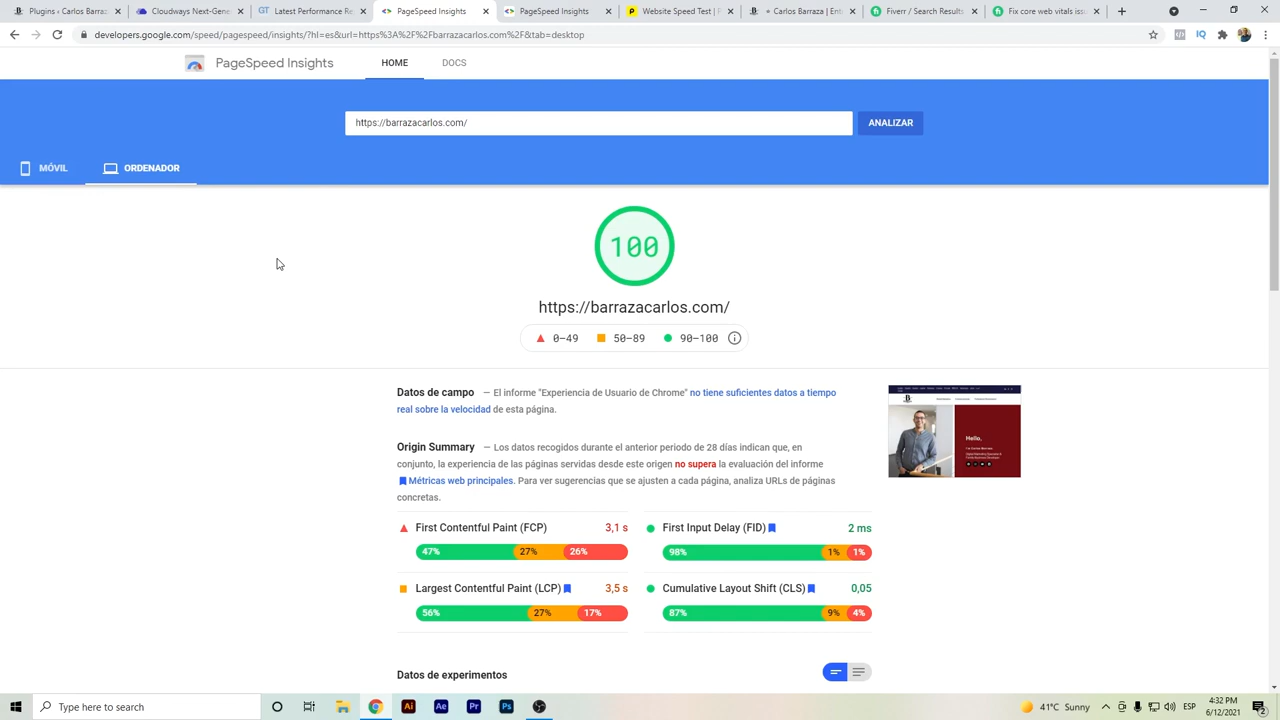 Plugins ‹ Carlos Barraza
Cloudways Next-Gene
Latest Performance Re
PageSpeed Insights
PageSpeed Insights
Website Speed Test | P
« Carlos Barraza | Ent
Fiverr / Search Results
Fix core web vitals issu
developers.google.com/speed/pagespeed/insights/?hl=es&url=https%3A%2F%2Fbarrazacarlos.com%2F&tab=desktop
PageSpeed Insights
HOME
DOCS
https://barrazacarlos.com/
ANALIZAR
MÓVIL
ORDENADOR
100
https://barrazacarlos.com/
0–49
50–89
90–100
Datos de campo — El informe "Experiencia de Usuario de Chrome" no tiene suficientes datos a tiempo
real sobre la velocidad de esta página.
Origin Summary — Los datos recogidos durante el anterior periodo de 28 días indican que, en
conjunto, la experiencia de las páginas servidas desde este origen no supera la evaluación del informe
Métricas web principales. Para ver sugerencias que se ajusten a cada página, analiza URLs de páginas
concretas.
Hello,
First Contentful Paint (FCP) 3,1 s
47% 27% 26%
First Input Delay (FID) 2 ms
98% 1% 1%
Largest Contentful Paint (LCP) 3,5 s
56% 27% 17%
Cumulative Layout Shift (CLS) 0,05
87% 9% 4%
Datos de experimentos
Type here to search
Ai
Ae
Pr
Ps
41°C Sunny
ESP
4:32 PM
6/12/2021
2